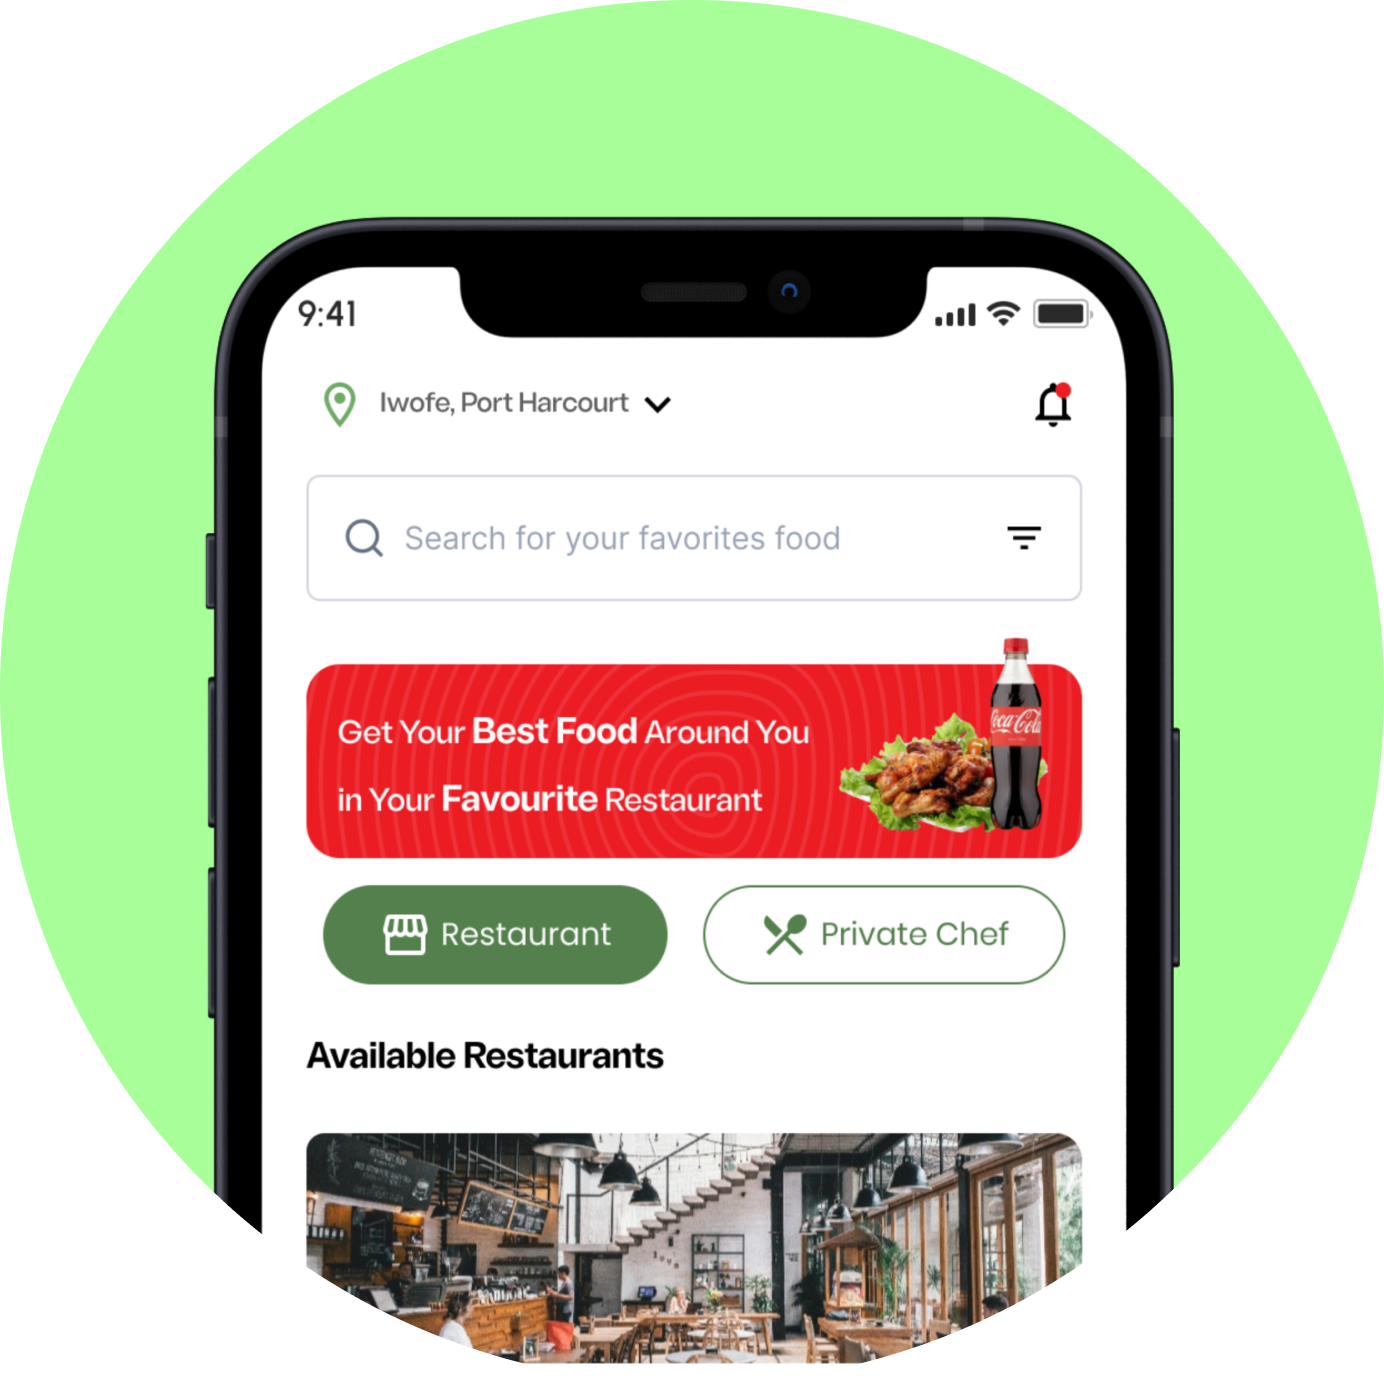 9:41
Iwofe, Port Harcourt
Search for your favorites food
Get Your Best Food Around You
in Your Favourite Restaurant
Coca-Cola
Restaurant
Private Chef
Available Restaurants